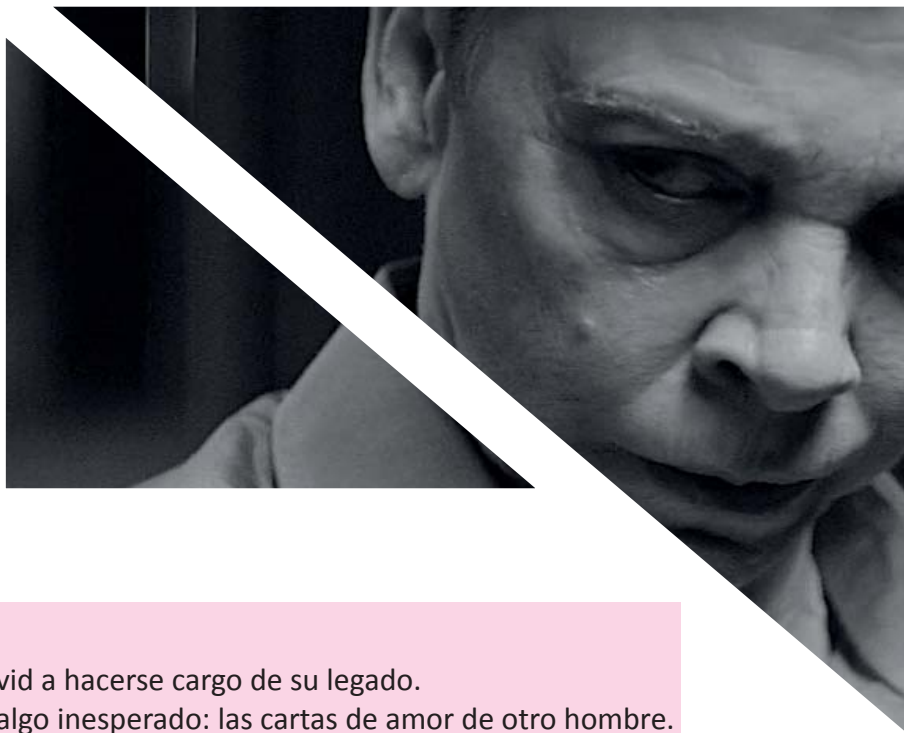 vid a hacerse cargo de su legado.
algo inesperado: las cartas de amor de otro hombre.